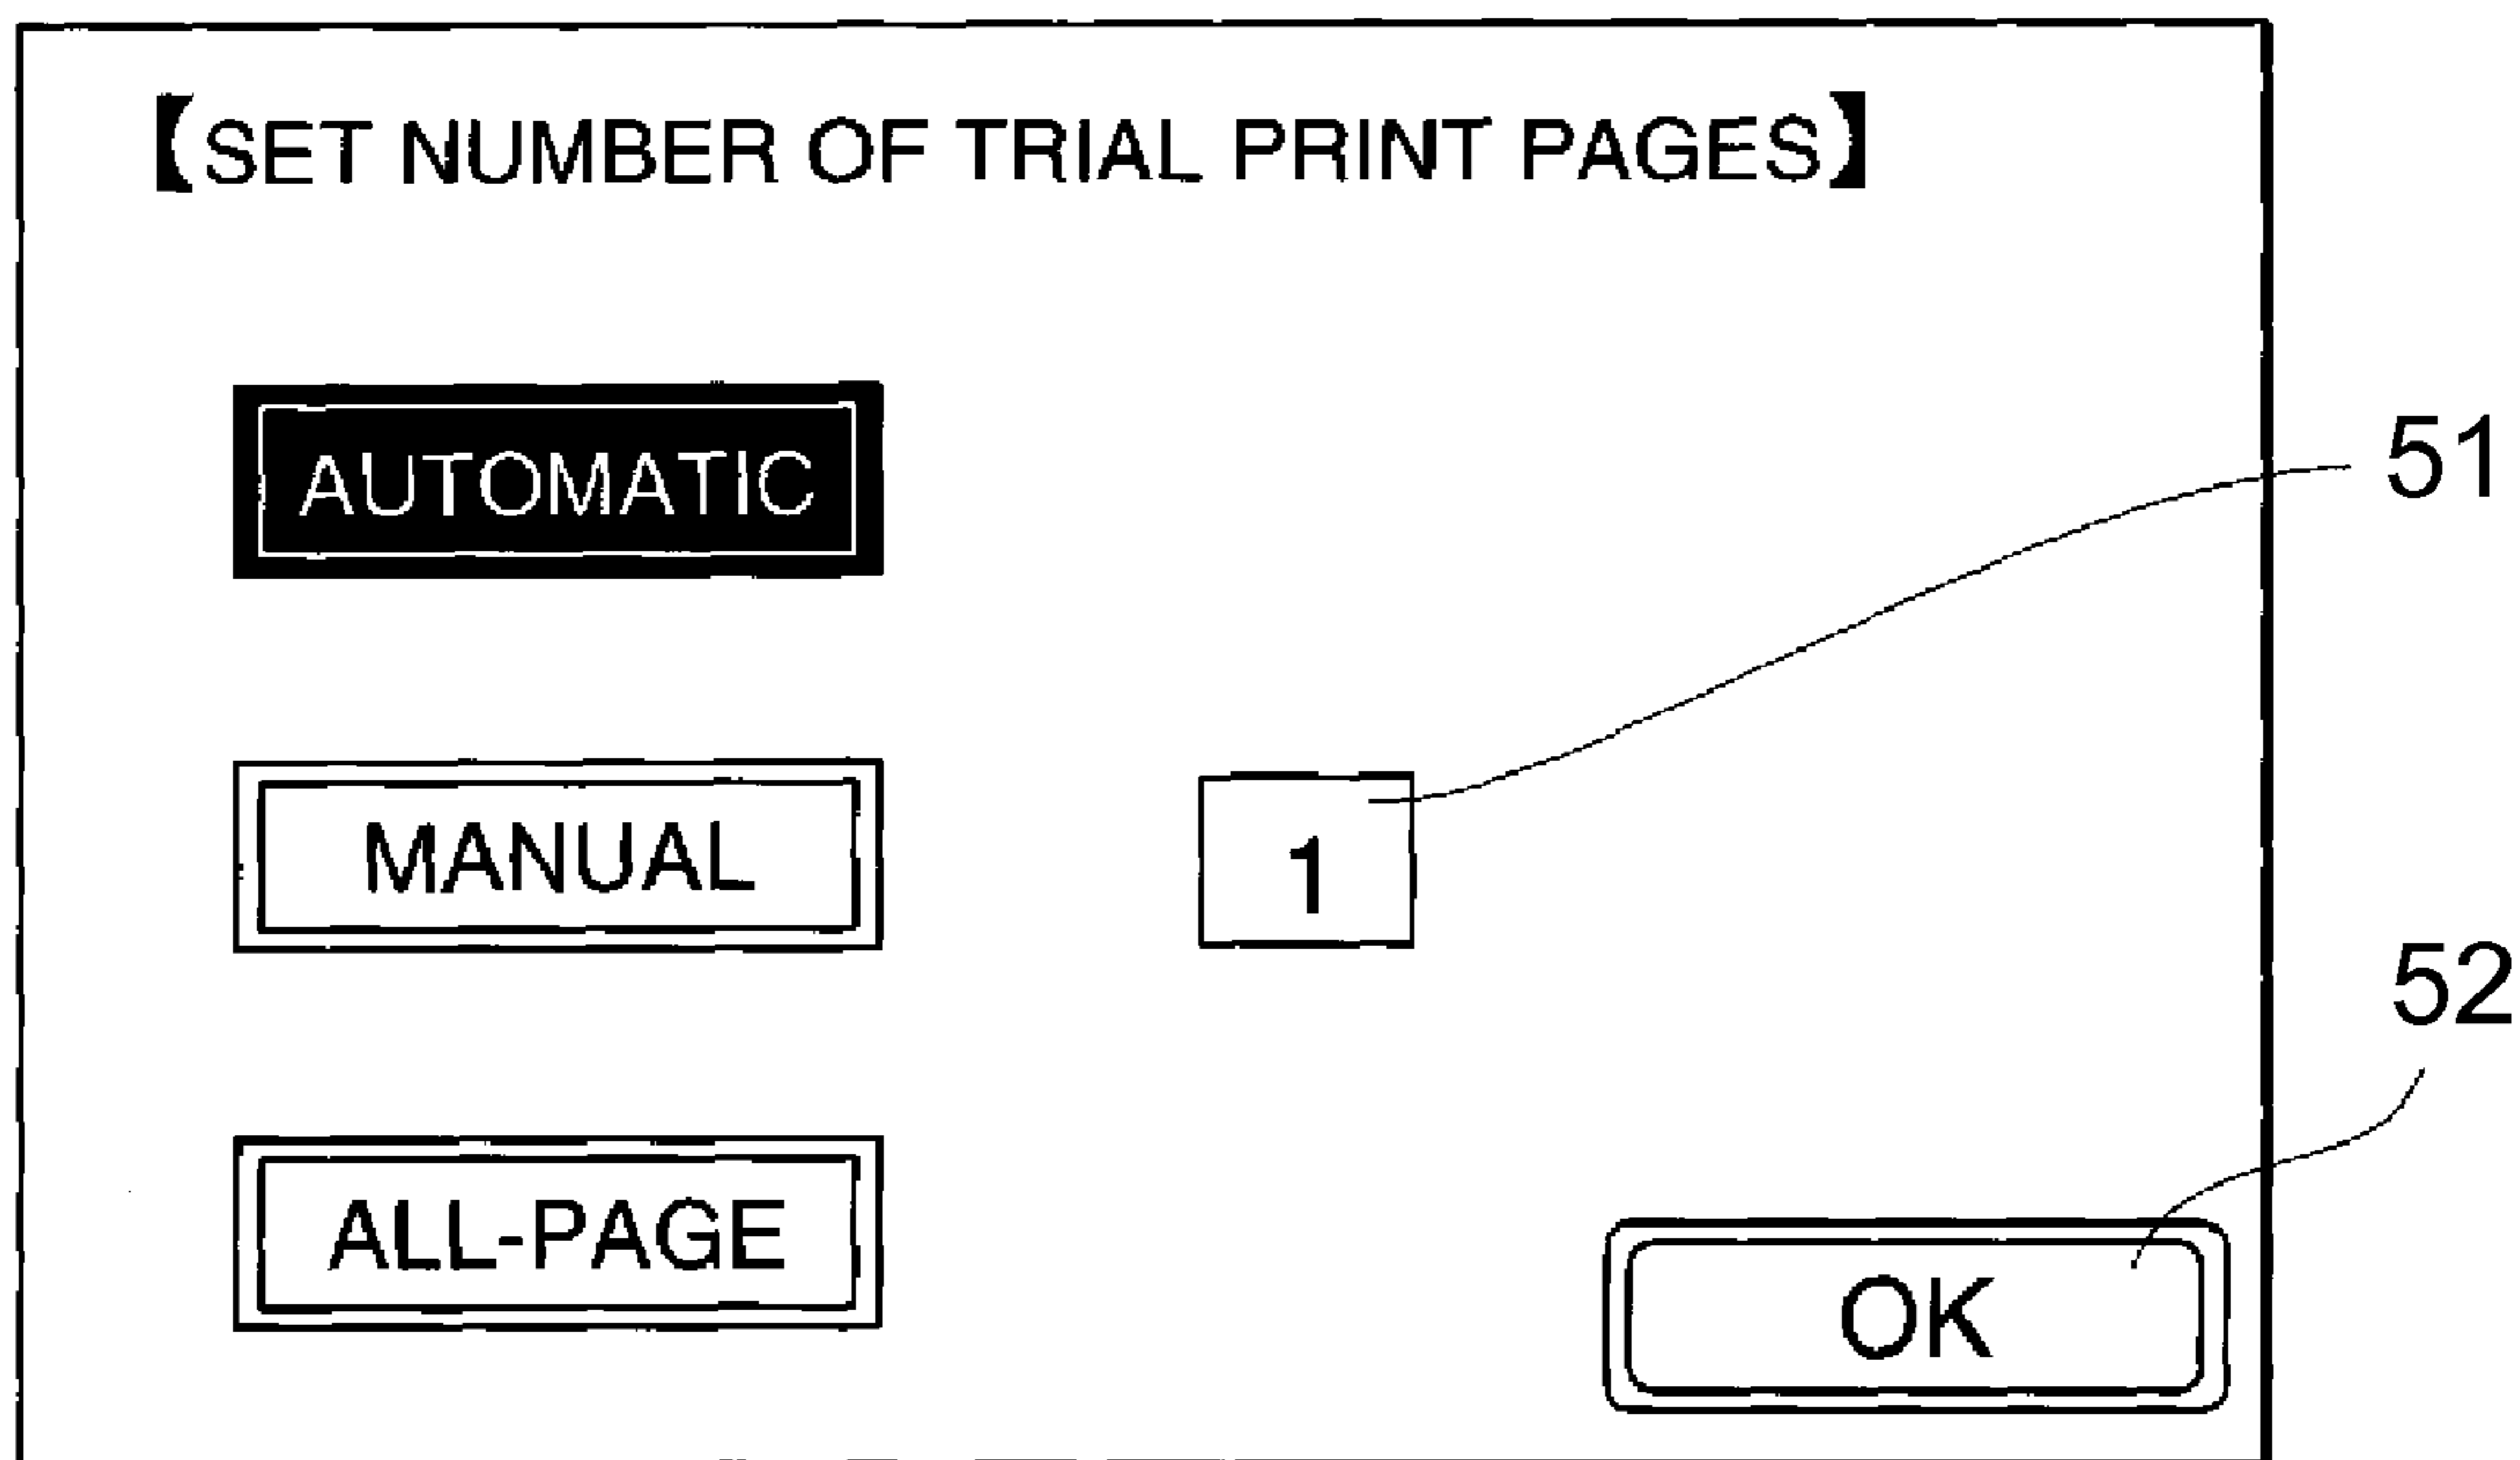 【SET NUMBER OF TRIAL PRINT PAGES】
AUTOMATIC
51
MANUAL
1
52
ALL-PAGE
OK